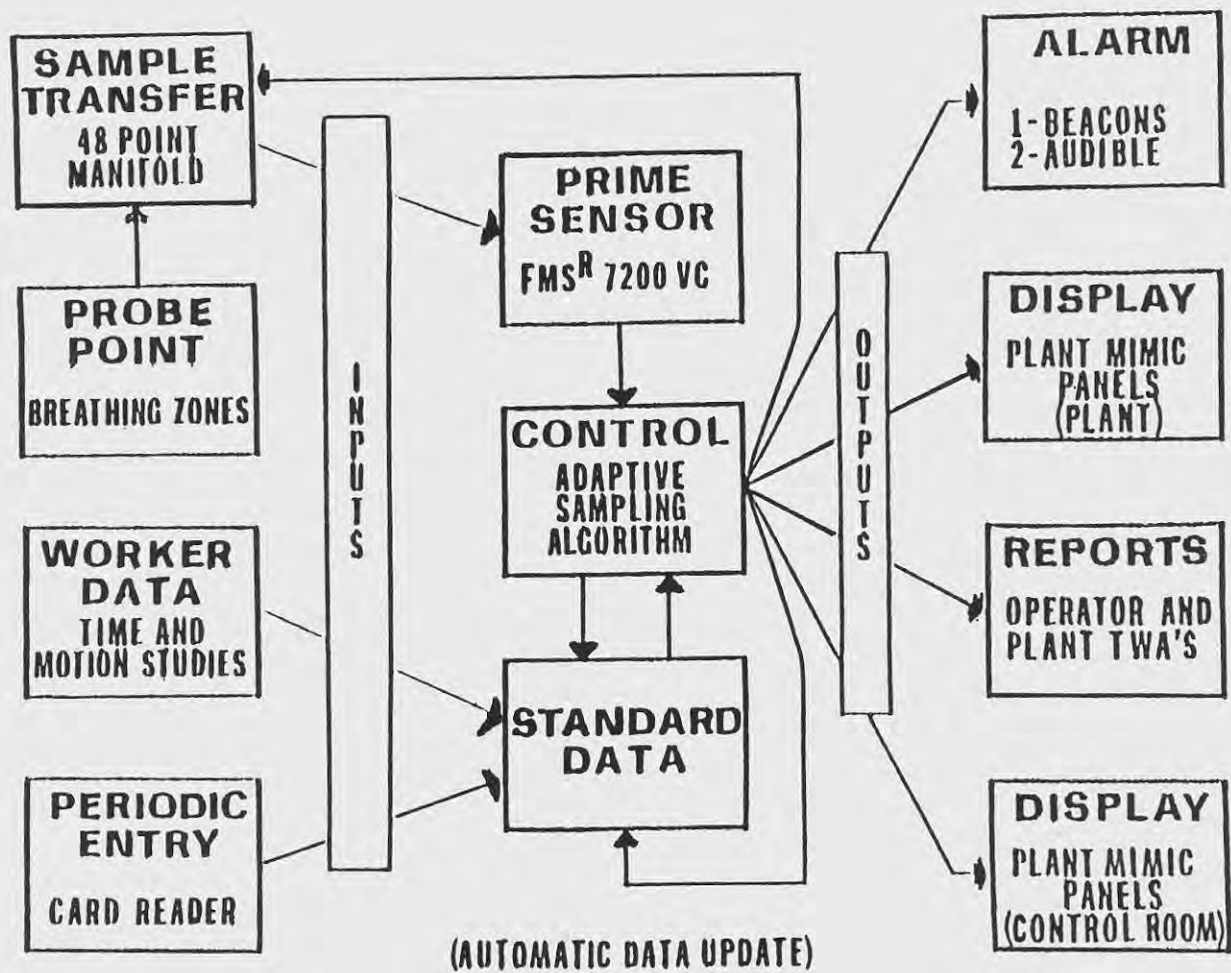 SAMPLE
TRANSFER
48 POINT
MANIFOLD
PROBE
POINT
BREATHING ZONES
WORKER
DATA
TIME AND
MOTION STUDIES
PERIODIC
ENTRY
CARD READER
INPUTS
PRIME
SENSOR
FMSR 7200 VC
CONTROL
ADAPTIVE
SAMPLING
ALGORITHM
STANDARD
DATA
(AUTOMATIC DATA UPDATE)
OUTPUTS
ALARM
1-BEACONS
2-AUDIBLE
DISPLAY
PLANT MIMIC
PANELS
(PLANT)
REPORTS
OPERATOR AND
PLANT TWA'S
DISPLAY
PLANT MIMIC
PANELS
(CONTROL ROOM)